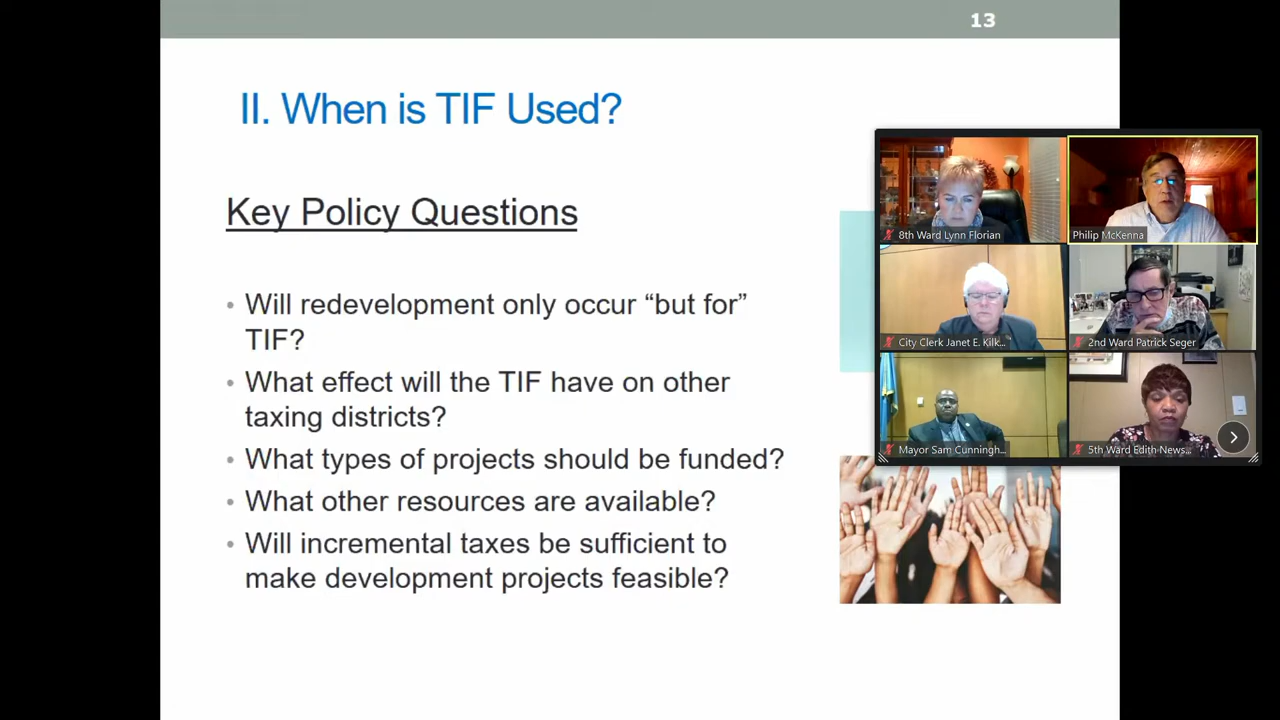 13
II. When is TIF Used?
Key Policy Questions
• Will redevelopment only occur “but for”
TIF?
• What effect will the TIF have on other
taxing districts?
• What types of projects should be funded?
• What other resources are available?
• Will incremental taxes be sufficient to
make development projects feasible?
8th Ward Lynn Florian
Philip McKenna
City Clerk Janet E. Kilk...
2nd Ward Patrick Seger
Mayor Sam Cunningh...
5th Ward Edith News...